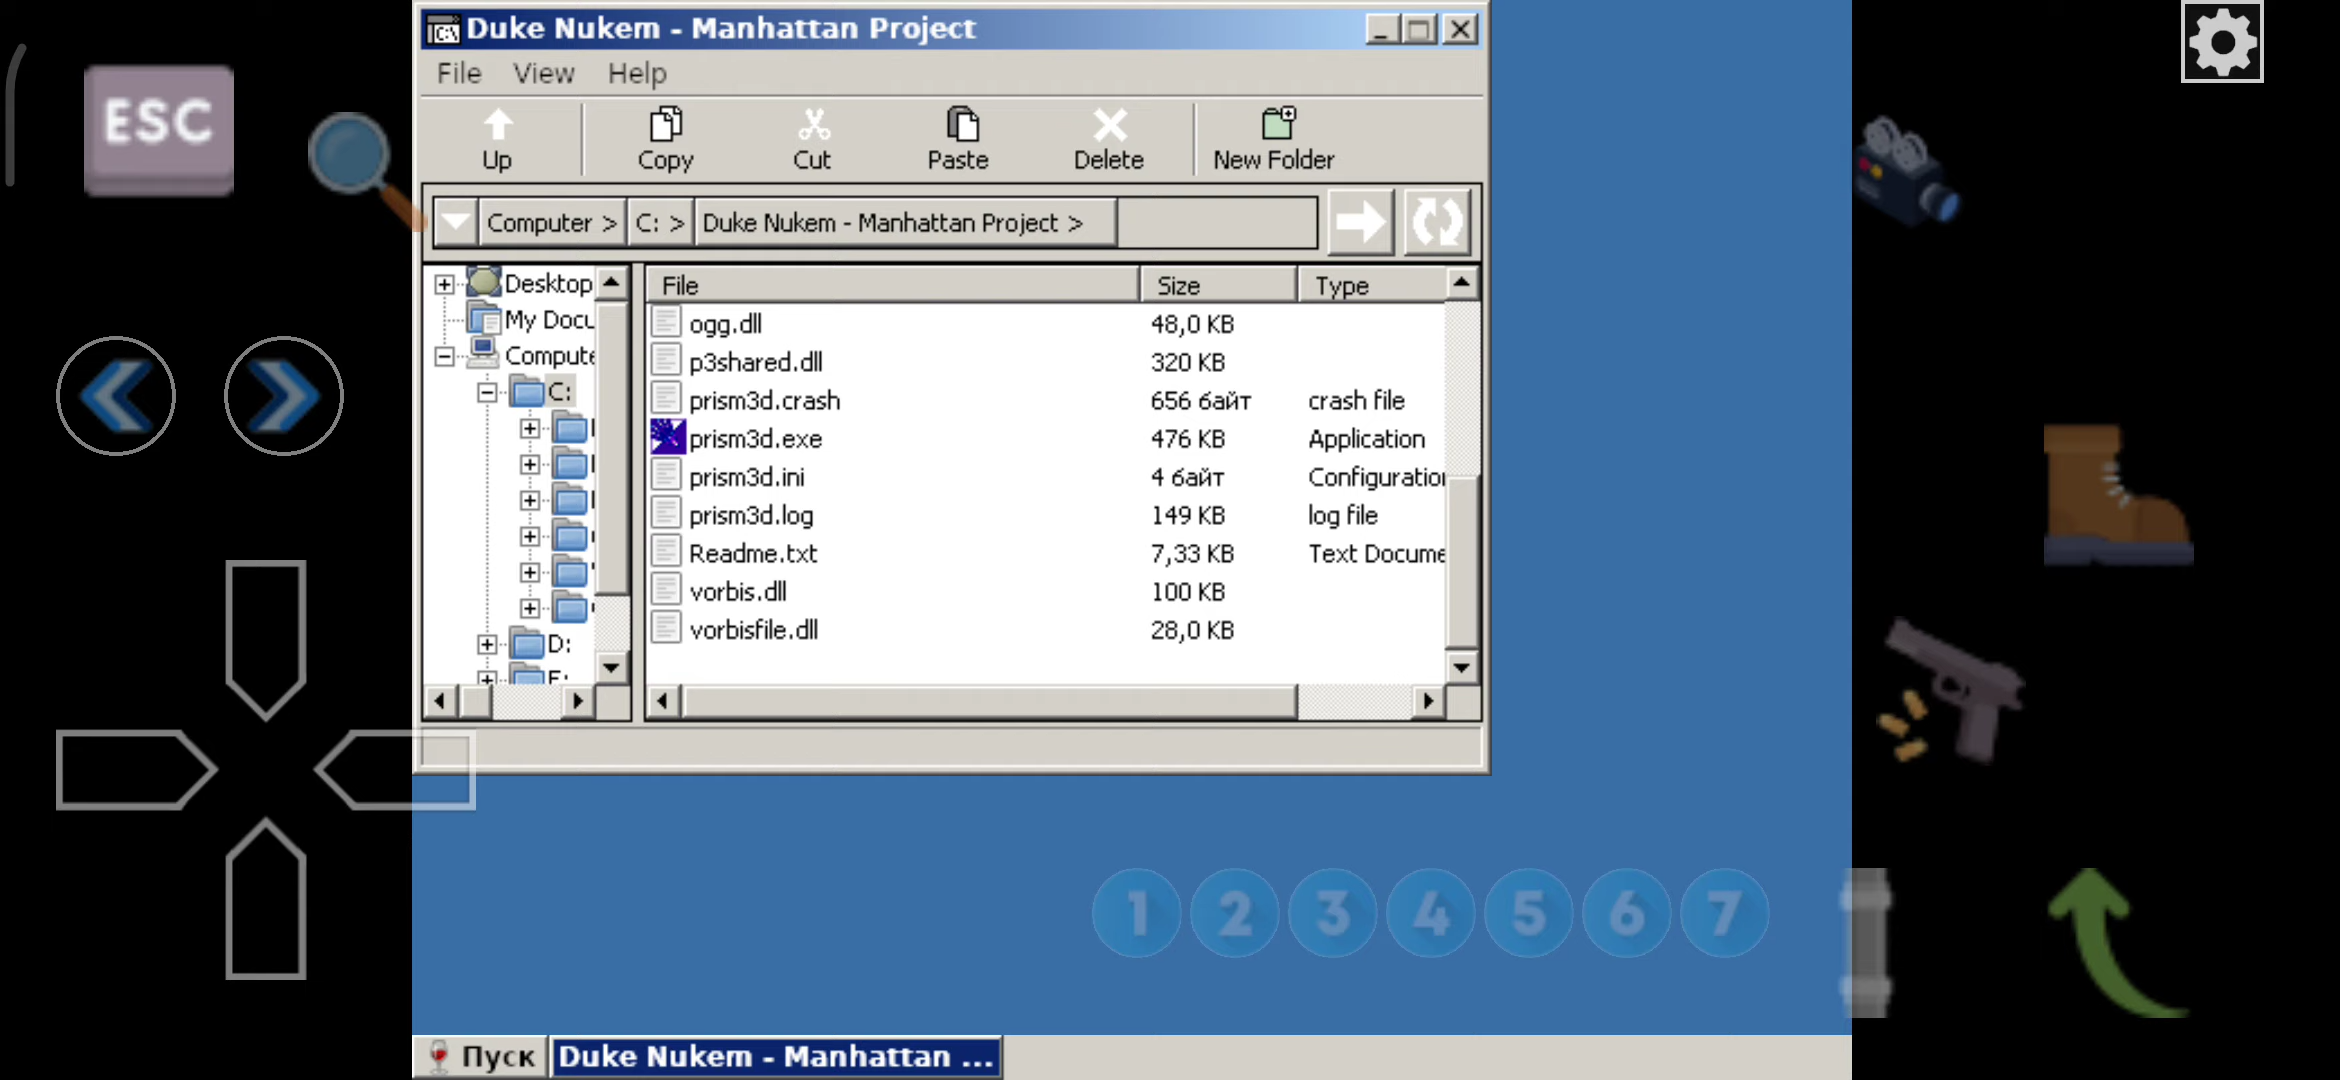 Duke Nukem - Manhattan Project
ESC
File View Help
Up Copy Cut Paste Delete New Folder
Computer > C: > Duke Nukem - Manhattan Project >
Desktop
My Docu
Compute
C:
D:
File Size Type
ogg.dll 48,0 KB
p3shared.dll 320 KB
prism3d.crash 656 байт crash file
prism3d.exe 476 KB Application
prism3d.ini 4 байт Configuration
prism3d.log 149 KB log file
Readme.txt 7,33 KB Text Docume
vorbis.dll 100 KB
vorbisfile.dll 28,0 KB
1 2 3 4 5 6 7
Пуск Duke Nukem - Manhattan ...